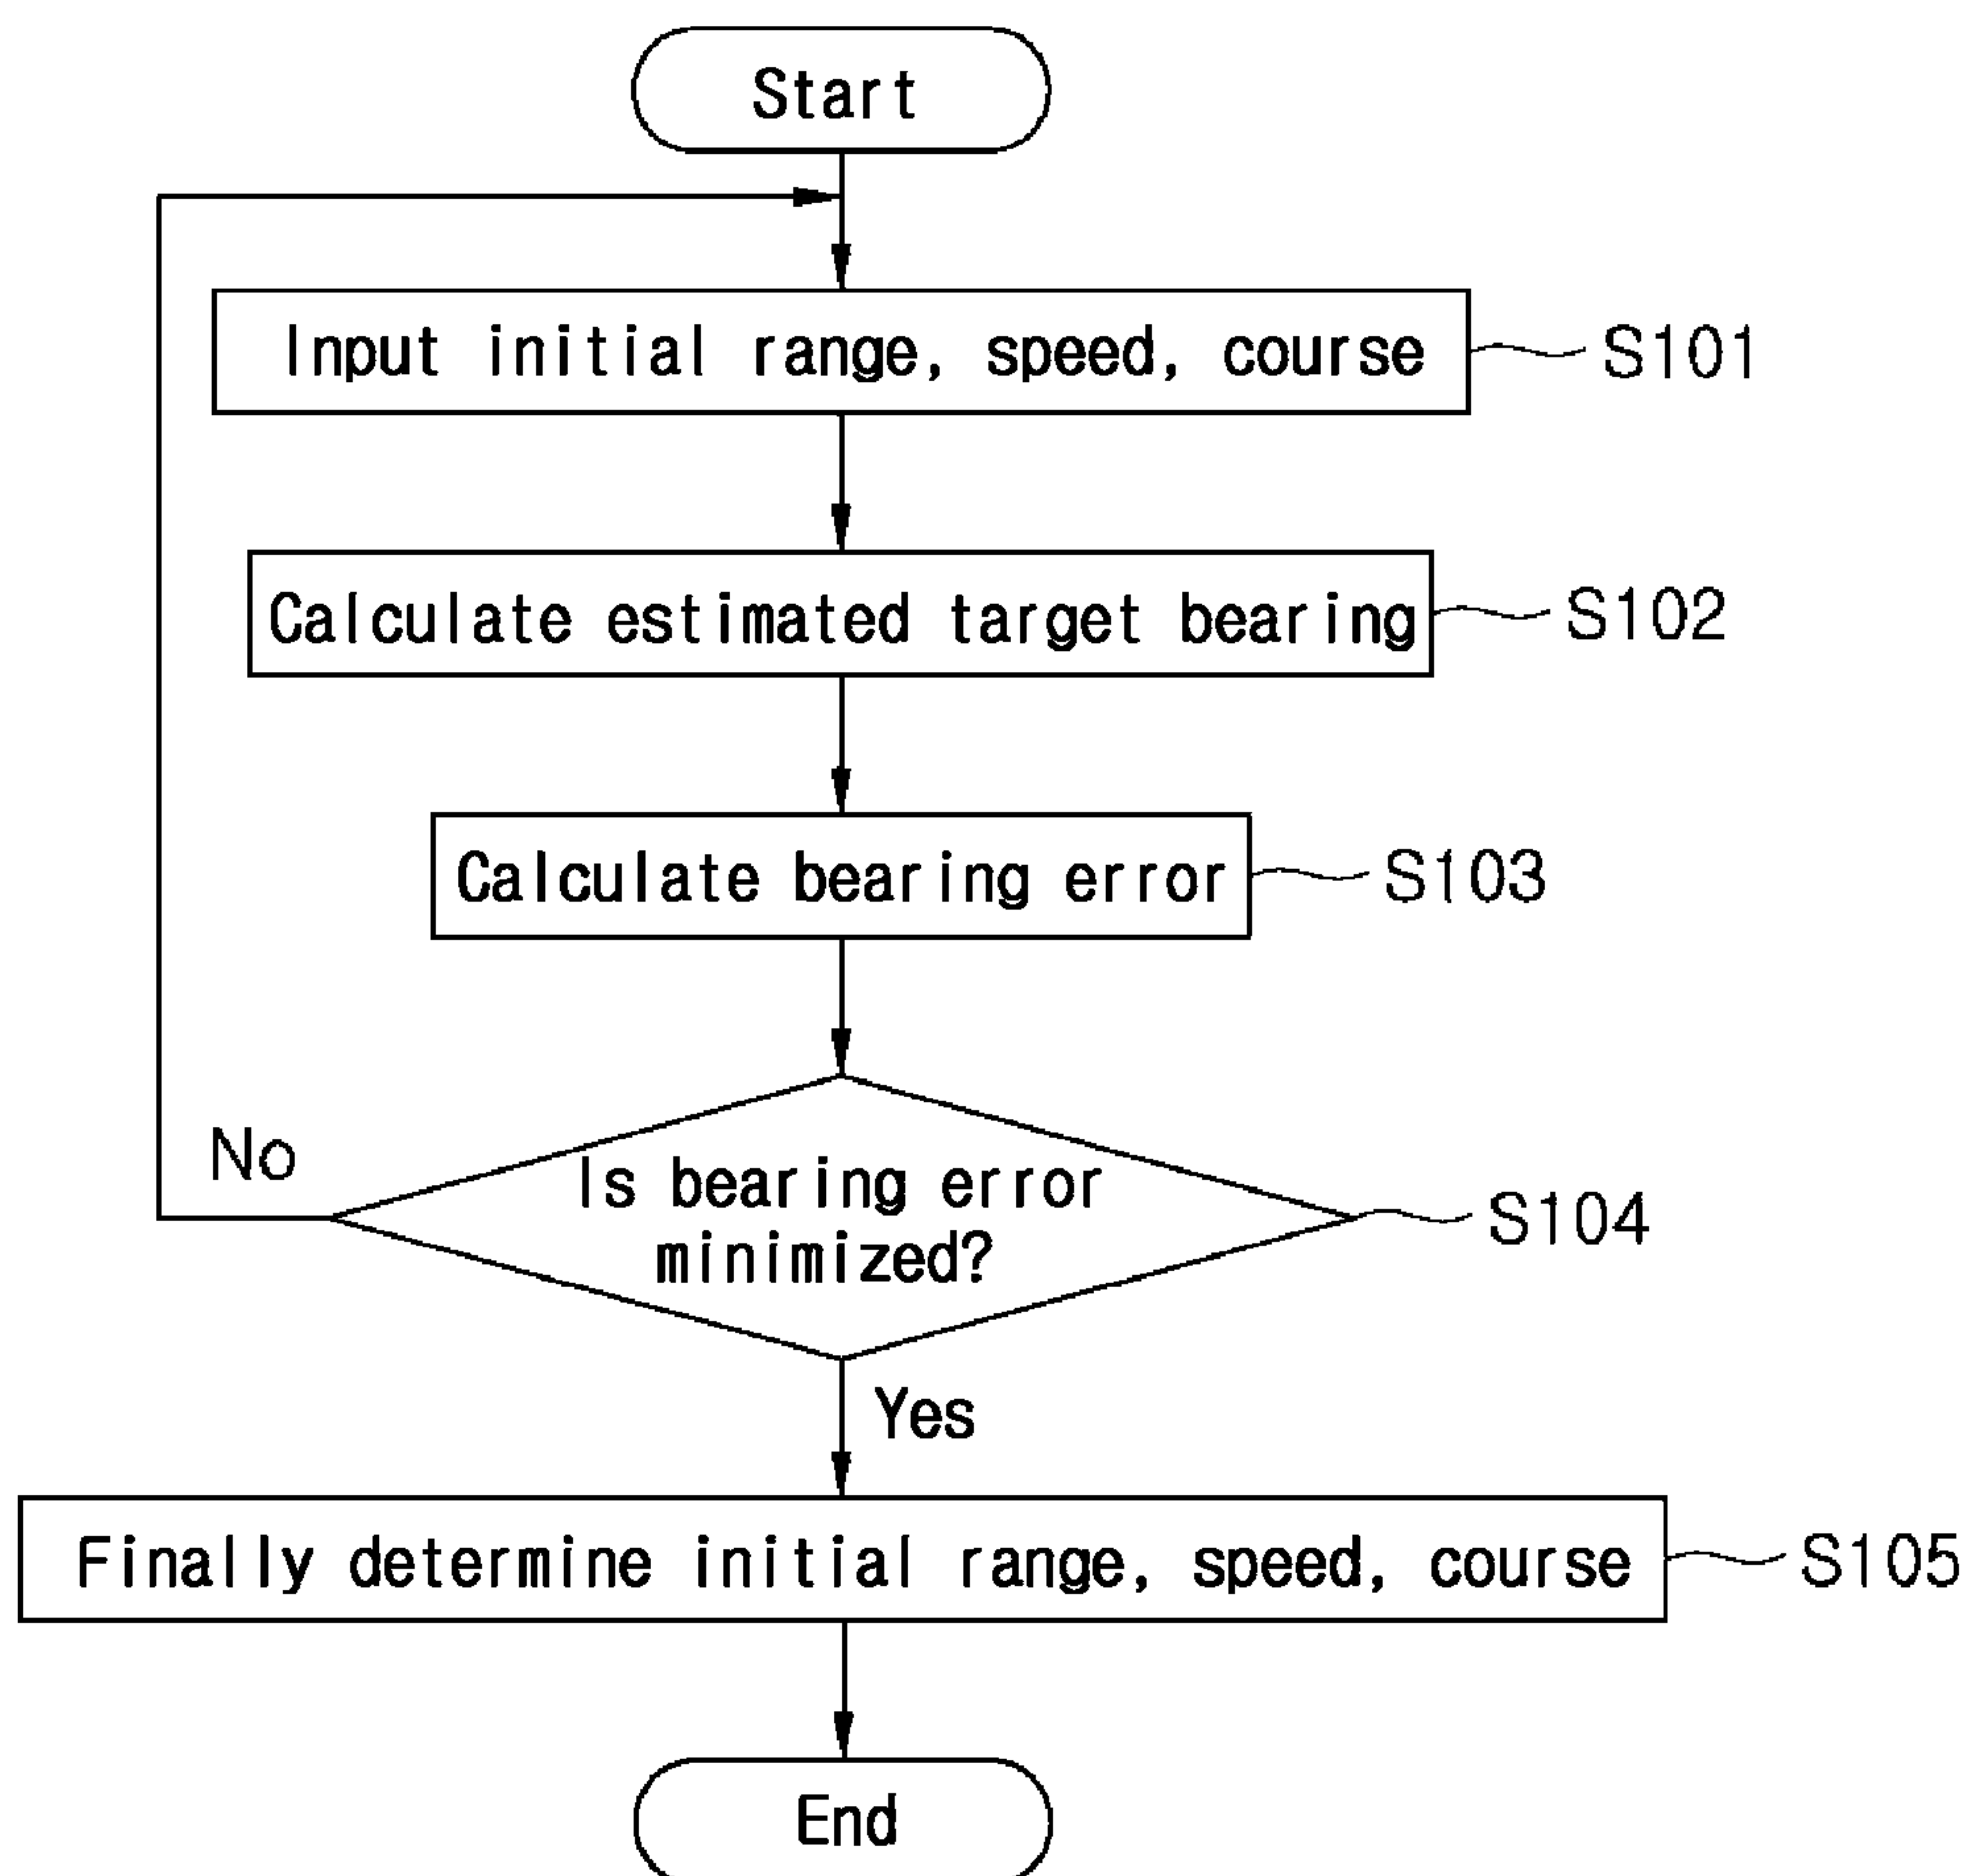 Start
Input initial range, speed, course
S101
Calculate estimated target bearing
S102
Calculate bearing error
S103
No
Is bearing error
minimized?
S104
Yes
Finally determine initial range, speed, course
S105
End